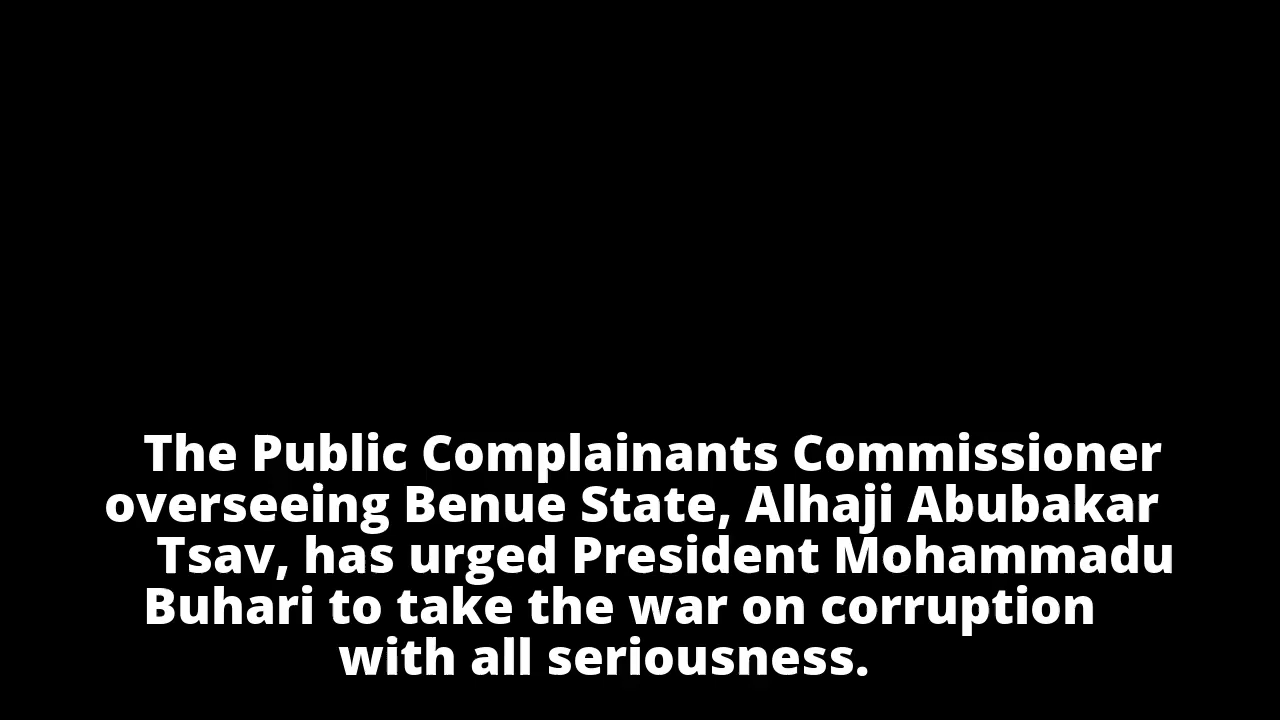 The Public Complainants Commissioner
overseeing Benue State, Alhaji Abubakar
Tsav, has urged President Mohammadu
Buhari to take the war on corruption
with all seriousness.